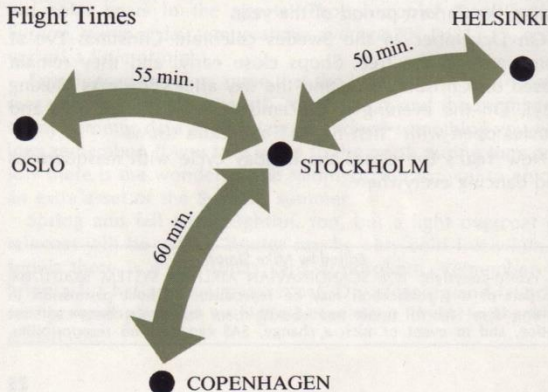 Flight Times
HELSINKI
50 min.
55 min.
OSLO
STOCKHOLM
60 min.
COPENHAGEN